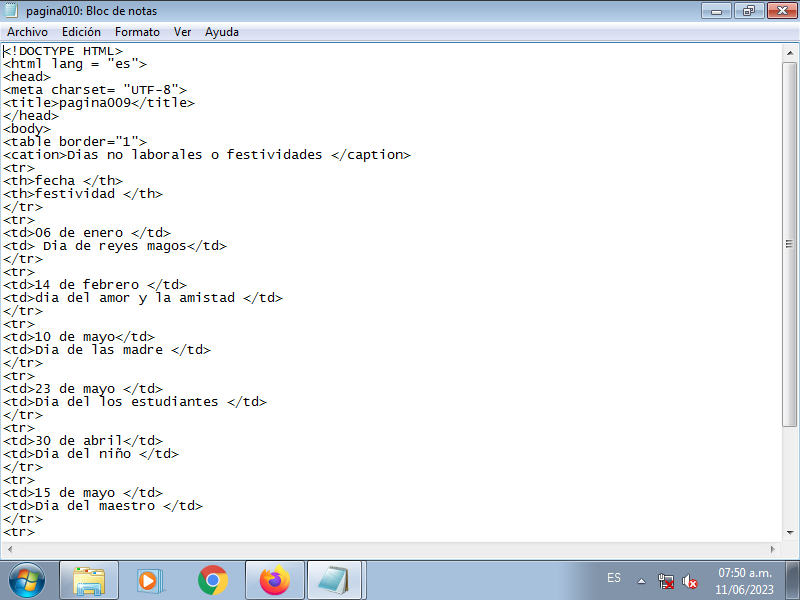 pagina010: Bloc de notas
Archivo Edición Formato Ver Ayuda
<!DOCTYPE HTML>
<html lang = "es">
<head>
<meta charset= "UTF-8">
<title>pagina009</title>
</head>
<body>
<table border="1">
<cation>Dias no laborales o festividades </caption>
<tr>
<th>fecha </th>
<th>festividad </th>
</tr>
<tr>
<td>06 de enero </td>
<td> Dia de reyes magos</td>
</tr>
<tr>
<td>14 de febrero </td>
<td>dia del amor y la amistad </td>
</tr>
<tr>
<td>10 de mayo</td>
<td>Dia de las madre </td>
</tr>
<tr>
<td>23 de mayo </td>
<td>Dia del los estudiantes </td>
</tr>
<tr>
<td>30 de abril</td>
<td>Dia del niño </td>
</tr>
<tr>
<td>15 de mayo </td>
<td>Dia del maestro </td>
</tr>
<tr>
ES
07:50 a.m.
11/06/2023